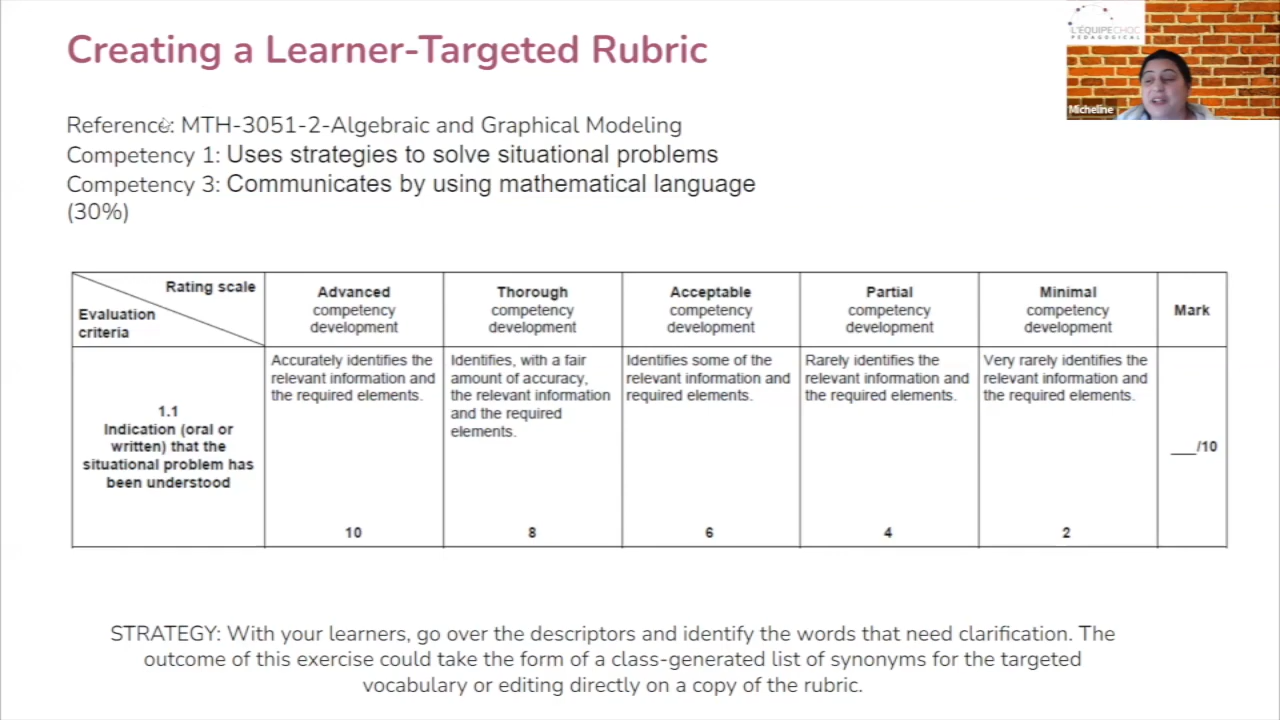 Creating a Learner-Targeted Rubric
L'ÉQUIPECHOC
PEDAGOGICAL
Micheline
Reference: MTH-3051-2-Algebraic and Graphical Modeling
Competency 1: Uses strategies to solve situational problems
Competency 3: Communicates by using mathematical language
(30%)
Rating scale
Evaluation
criteria
Advanced
competency
development
Thorough
competency
development
Acceptable
competency
development
Partial
competency
development
Minimal
competency
development
Mark
1.1
Indication (oral or
written) that the
situational problem has
been understood
Accurately identifies the
relevant information and
the required elements.
10
Identifies, with a fair
amount of accuracy,
the relevant information
and the required
elements.
8
Identifies some of the
relevant information and
required elements.
6
Rarely identifies the
relevant information and
the required elements.
4
Very rarely identifies the
relevant information and
the required elements.
2
___/10
STRATEGY: With your learners, go over the descriptors and identify the words that need clarification. The
outcome of this exercise could take the form of a class-generated list of synonyms for the targeted
vocabulary or editing directly on a copy of the rubric.